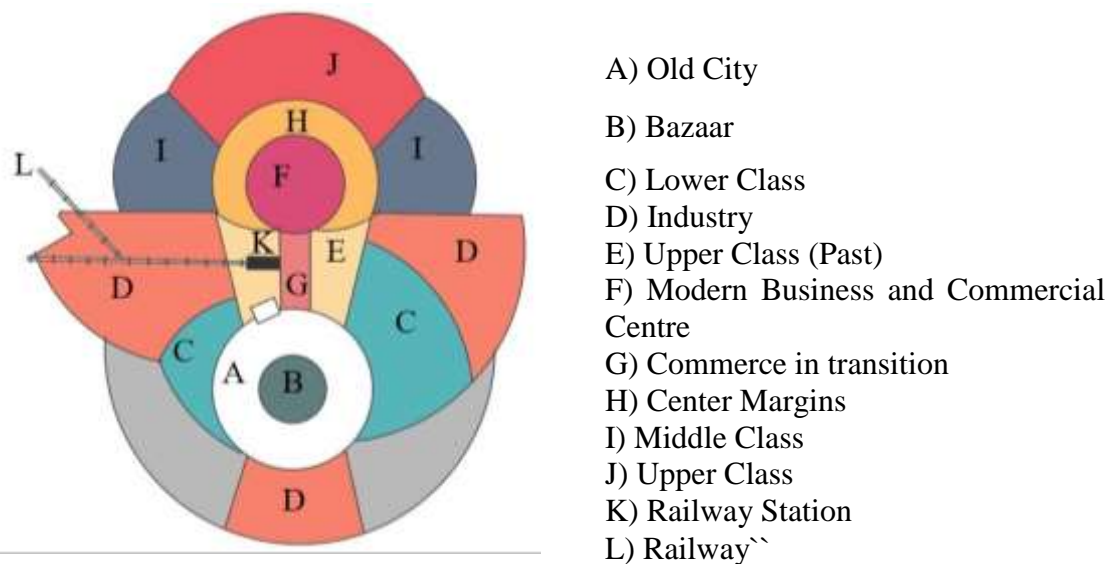 J
H
I
I
L
F
K
E
D
D
G
C
C
A
B
D
A) Old City
B) Bazaar
C) Lower Class
D) Industry
E) Upper Class (Past)
F) Modern Business and Commercial
Centre
G) Commerce in transition
H) Center Margins
I) Middle Class
J) Upper Class
K) Railway Station
L) Railway``